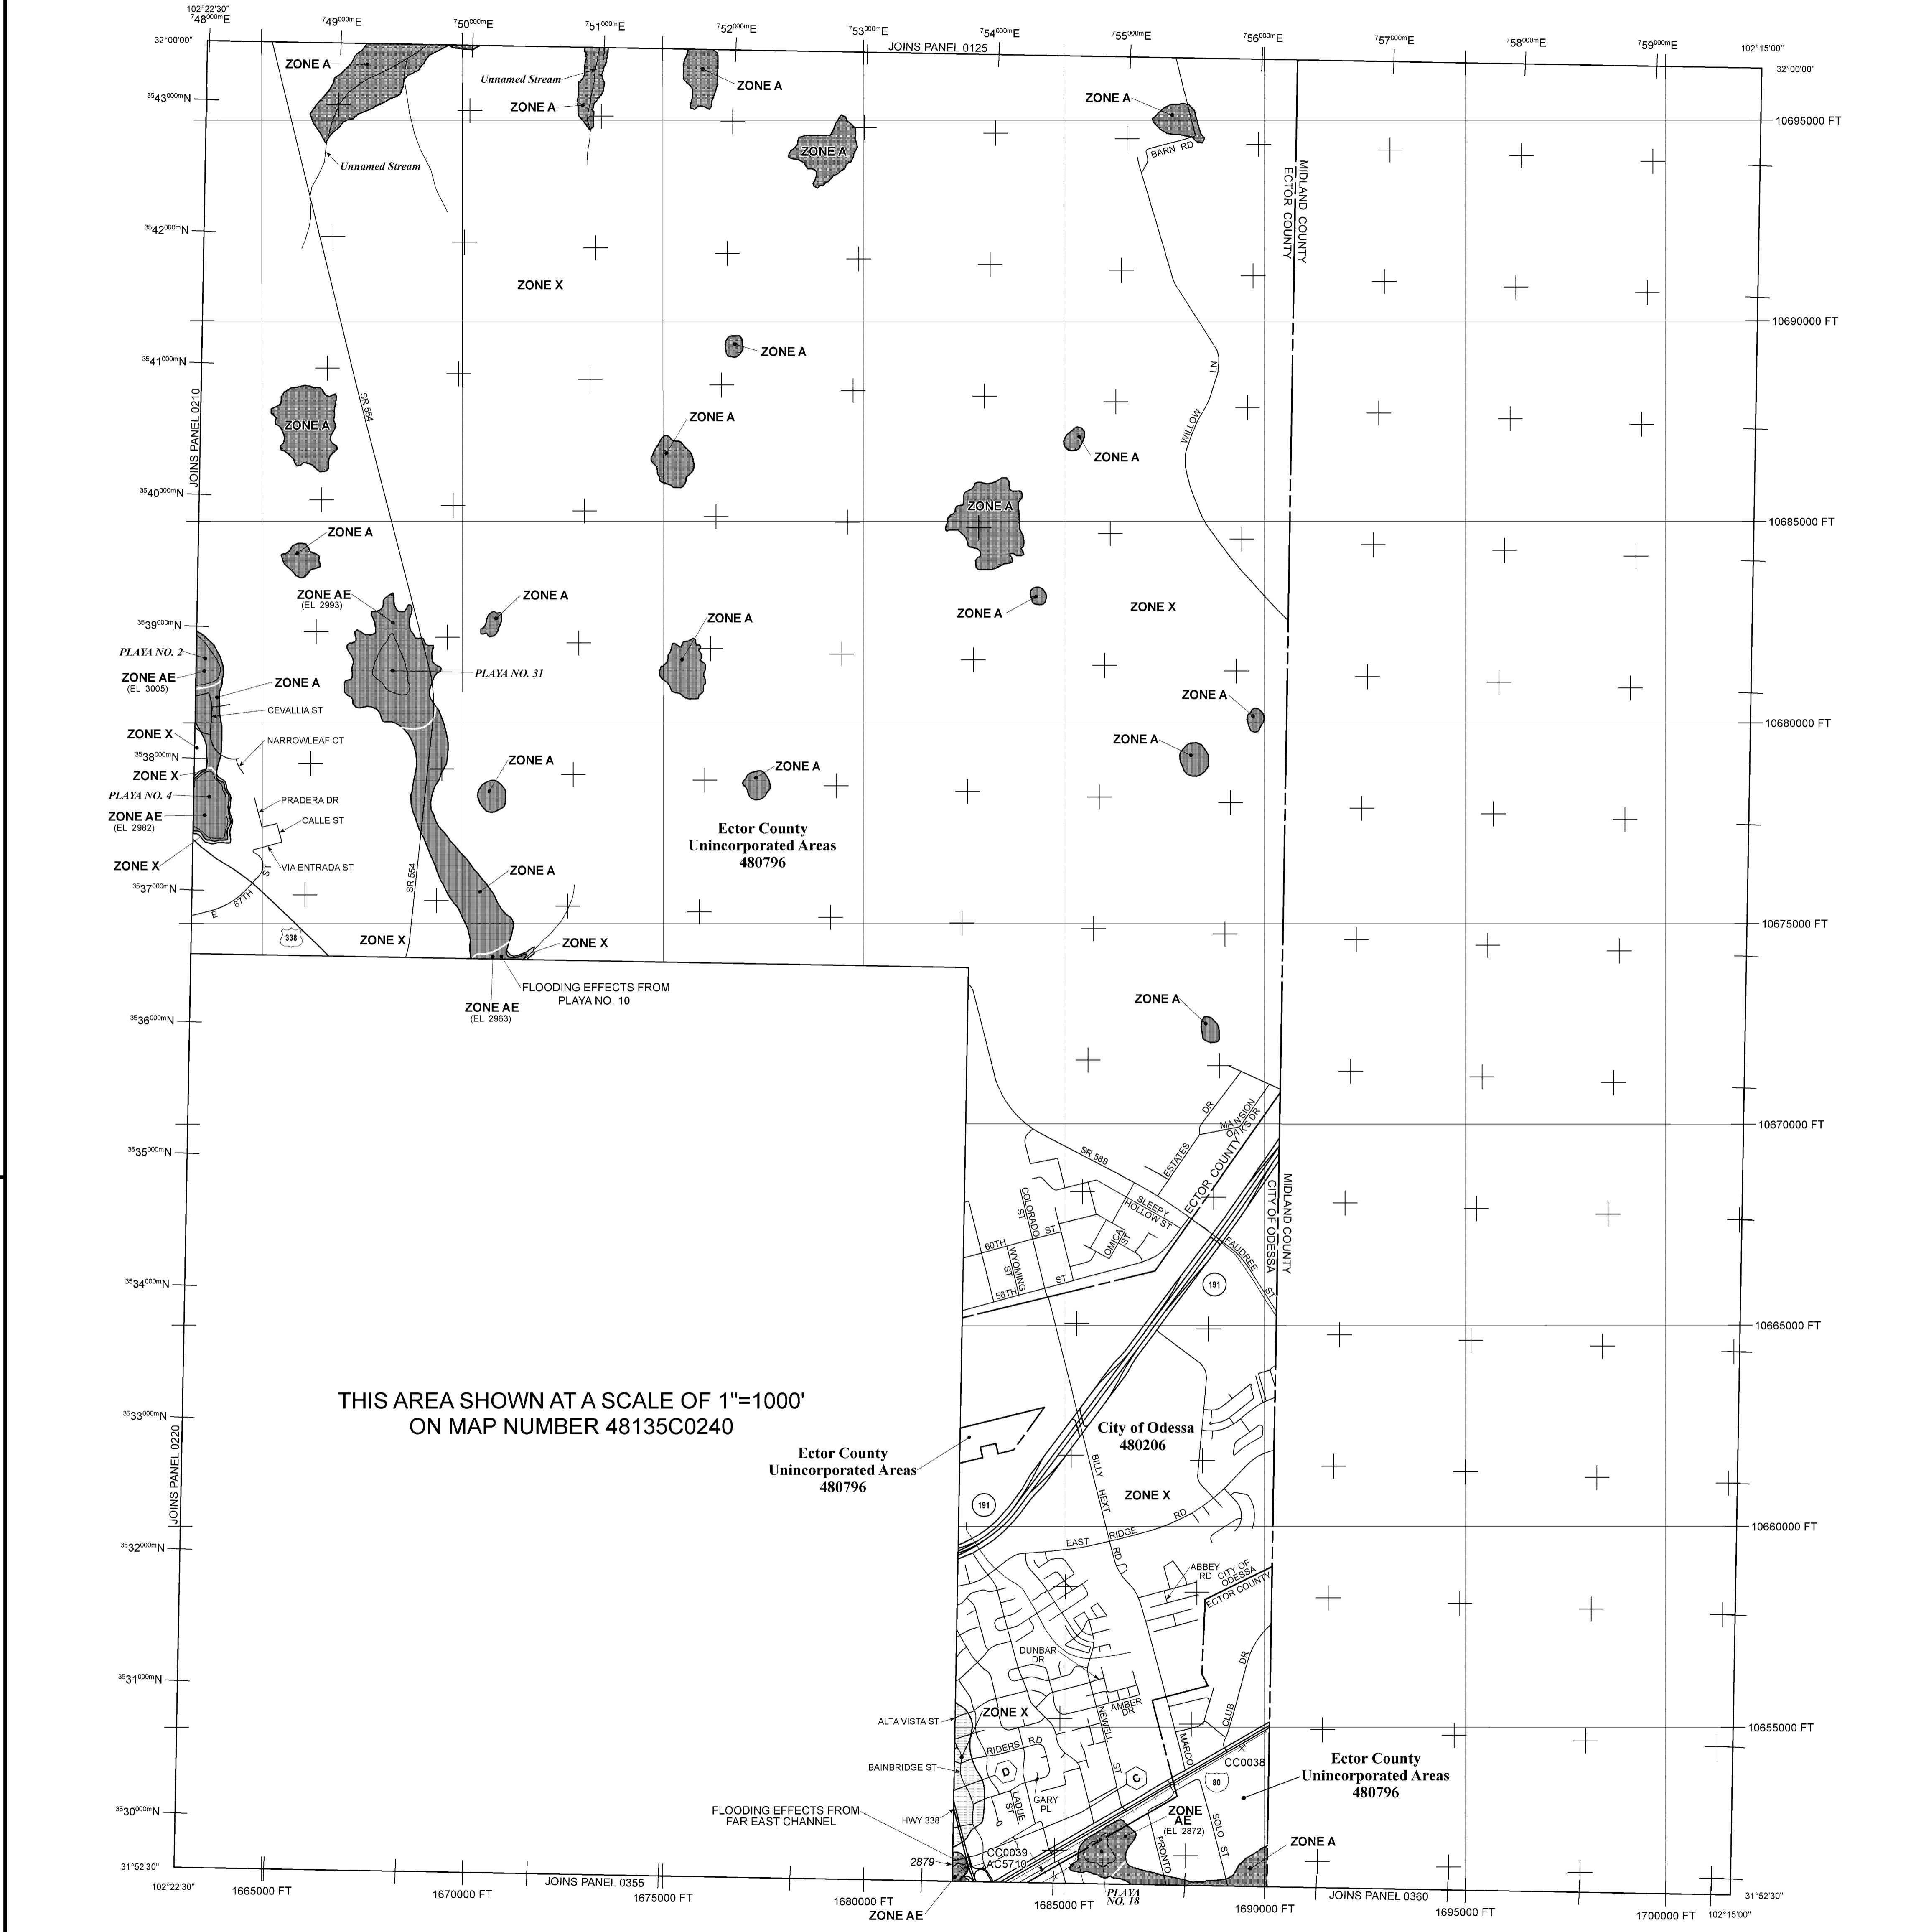 102°22'30"
748000mE
749000mE
750000mE
751000mE
752000mE
753000mE
754000mE
755000mE
756000mE
757000mE
758000mE
759000mE
102°15'00"
32°00'00"
JOINS PANEL 0125
32°00'00"
ZONE A
Unnamed Stream
ZONE A
ZONE A
ZONE A
3543000mN
10695000 FT
ZONE A
BARN RD
Unnamed Stream
MIDLAND COUNTY
ECTOR COUNTY
3542000mN
ZONE X
10690000 FT
ZONE A
3541000mN
LN
WILLOW
SR 554
JOINS PANEL 0210
ZONE A
ZONE A
ZONE A
3540000mN
ZONE A
10685000 FT
ZONE A
ZONE AE
(EL 2993)
ZONE A
ZONE A
ZONE A
ZONE X
3539000mN
PLAYA NO. 2
ZONE AE
(EL 3005)
ZONE A
PLAYA NO. 31
CEVALLIA ST
ZONE A
10680000 FT
ZONE X
NARROWLEAF CT
3538000mN
ZONE A
ZONE X
ZONE A
ZONE A
PLAYA NO. 4
PRADERA DR
ZONE AE
(EL 2982)
CALLE ST
Ector County
Unincorporated Areas
480796
ZONE X
VIA ENTRADA ST
ZONE A
SR 554
3537000mN
E 87TH ST
10675000 FT
338
ZONE X
ZONE X
FLOODING EFFECTS FROM
PLAYA NO. 10
ZONE AE
(EL 2963)
ZONE A
3536000mN
10670000 FT
DR
MANSION
OAKS DR
ESTATES
ECTOR COUNTY
SR 588
3535000mN
COLORADO
ST
SLEEPY
HOLLOW ST
MIDLAND COUNTY
CITY OF ODESSA
60TH ST
OMICA
ST
WYOMING
ST
FAUDREE ST
56TH ST
3534000mN
191
10665000 FT
THIS AREA SHOWN AT A SCALE OF 1"=1000'
ON MAP NUMBER 48135C0240
3533000mN
City of Odessa
480206
Ector County
Unincorporated Areas
480796
BILLY HEXT RD
JOINS PANEL 0220
ZONE X
191
10660000 FT
EAST RIDGE RD
3532000mN
ABBEY
RD
CITY OF
ODESSA
ECTOR COUNTY
DUNBAR
DR
3531000mN
CLUB DR
AMBER
DR
NEWELL ST
ZONE X
ALTA VISTA ST
10655000 FT
RIDERS RD
MARCO
BAINBRIDGE ST
D
C
CC0038
80
Ector County
Unincorporated Areas
480796
GARY
PL
LADUE
ST
3530000mN
FLOODING EFFECTS FROM
FAR EAST CHANNEL
HWY 338
ZONE
AE
(EL 2872)
SOLO ST
PRONTO
ZONE A
CC0039
AC5710
2879
31°52'30"
102°22'30"
1665000 FT
1670000 FT
JOINS PANEL 0355
1675000 FT
1680000 FT
1685000 FT
PLAYA
NO. 18
1690000 FT
JOINS PANEL 0360
1695000 FT
1700000 FT
102°15'00"
31°52'30"
ZONE AE